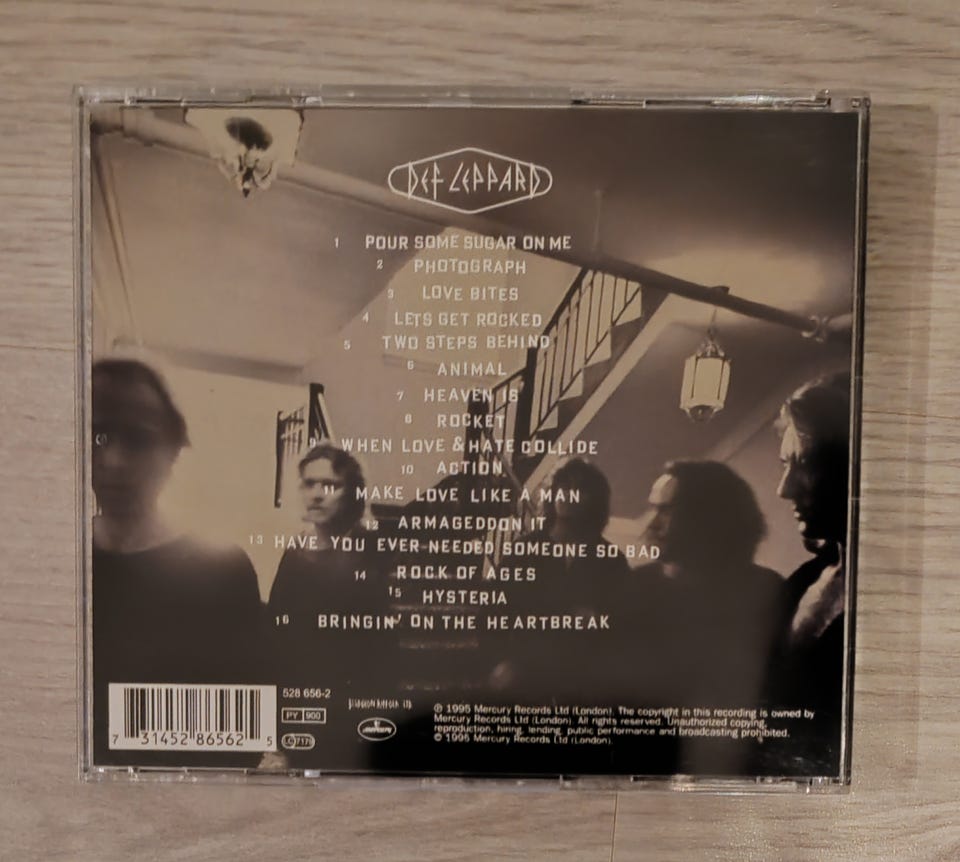 DEF LEPPARD
1 POUR SOME SUGAR ON ME
2 PHOTOGRAPH
3 LOVE BITES
4 LETS GET ROCKED
5 TWO STEPS BEHIND
6 ANIMAL
7 HEAVEN IS
8 ROCKET
9 WHEN LOVE & HATE COLLIDE
10 ACTION
11 MAKE LOVE LIKE A MAN
12 ARMAGEDDON IT
13 HAVE YOU EVER NEEDED SOMEONE SO BAD
14 ROCK OF AGES
15 HYSTERIA
16 BRINGIN' ON THE HEARTBREAK
7 31452 86562 5
528 656-2
PY 900
LC 7179
mercury
℗ 1995 Mercury Records Ltd (London). The copyright in this recording is owned by
Mercury Records Ltd (London). All rights reserved. Unauthorized copying,
reproduction, hiring, lending, public performance and broadcasting prohibited.
© 1995 Mercury Records Ltd (London).